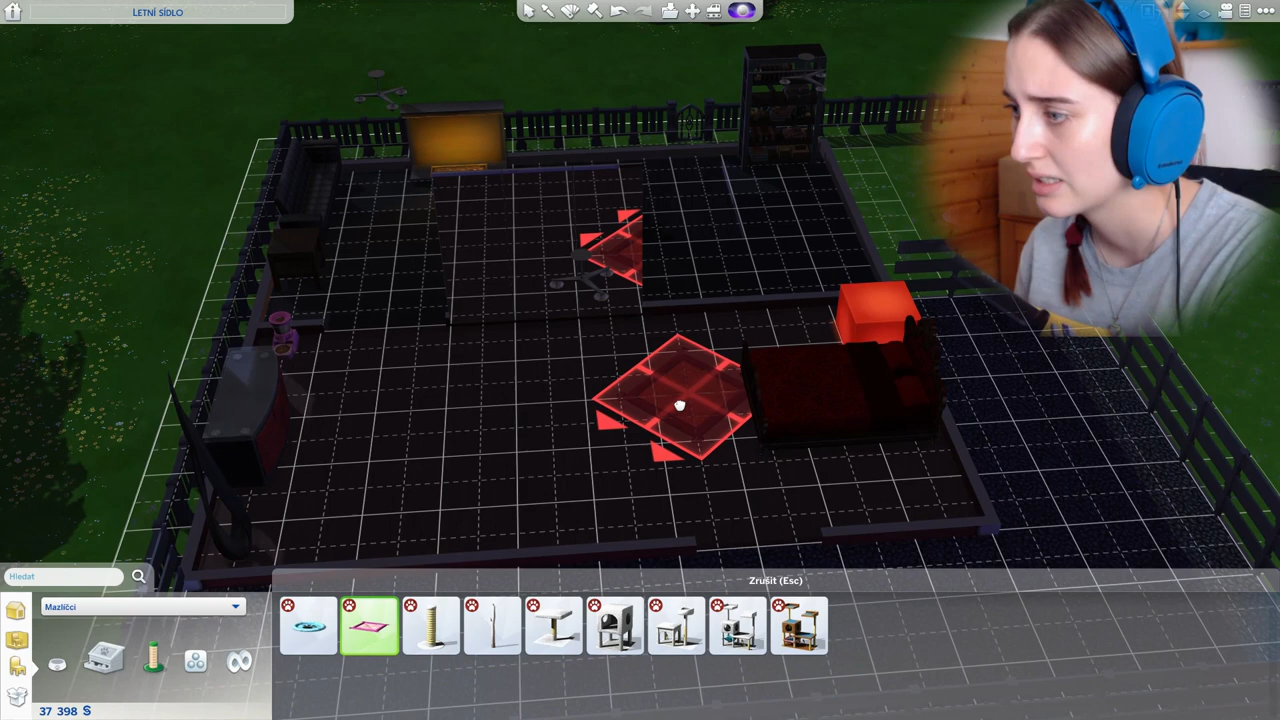 LETNÍ SÍDLO
Zrušit (Esc)
Hledat
Mazlíčci
37 398 $